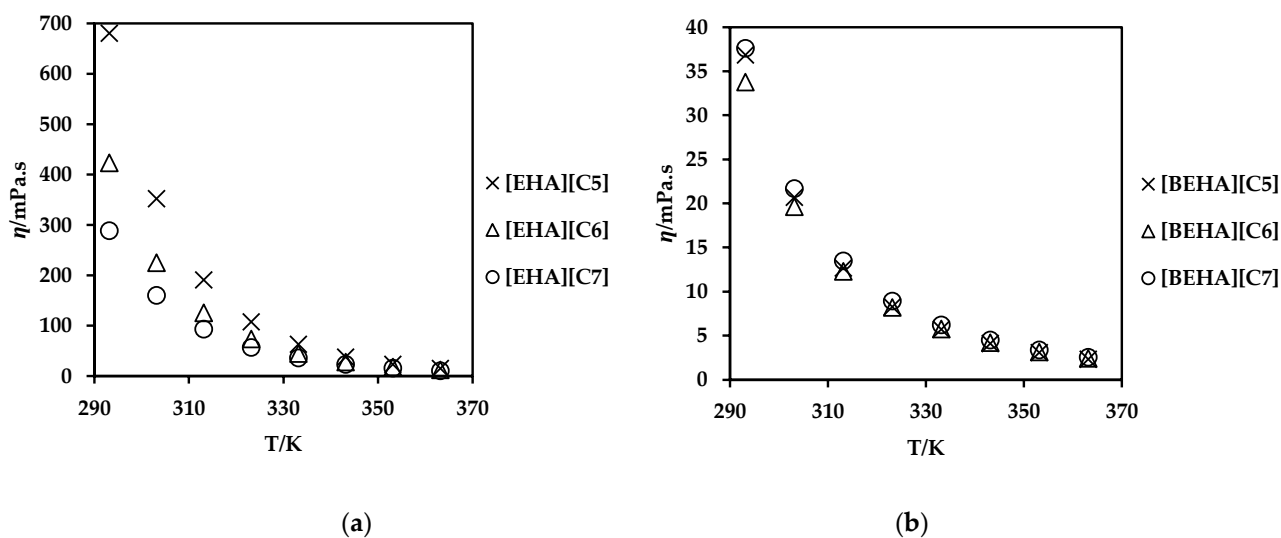 700
600
500
400
300
200
100
0
290 310 330 350 370
η/mPa.s
T/K
[EHA][C5]
[EHA][C6]
[EHA][C7]
(a)
40
35
30
25
20
15
10
5
0
290 310 330 350 370
η/mPa.s
T/K
[BEHA][C5]
[BEHA][C6]
[BEHA][C7]
(b)